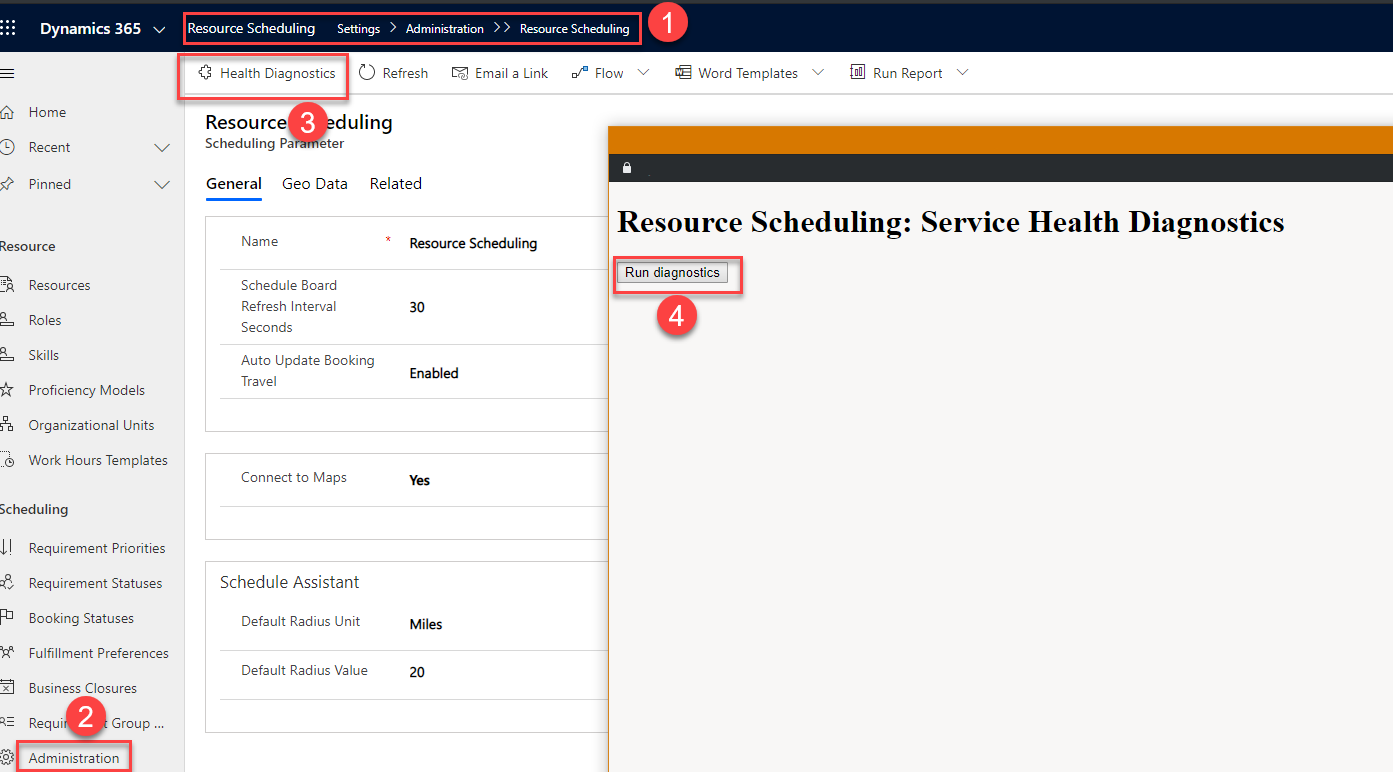 Dynamics 365
Resource Scheduling Settings > Administration >> Resource Scheduling
1
Health Diagnostics Refresh Email a Link Flow Word Templates Run Report
3
Home
Recent
Pinned
Resource
Resources
Roles
Skills
Proficiency Models
Organizational Units
Work Hours Templates
Scheduling
Requirement Priorities
Requirement Statuses
Booking Statuses
Fulfillment Preferences
Business Closures
2
Group ...
Administration
Resource
Scheduling Parameter
General Geo Data Related
Name * Resource Scheduling
Schedule Board
Refresh Interval
Seconds
30
Auto Update Booking
Travel
Enabled
Connect to Maps Yes
Schedule Assistant
Default Radius Unit Miles
Default Radius Value 20
Resource Scheduling: Service Health Diagnostics
Run diagnostics
4